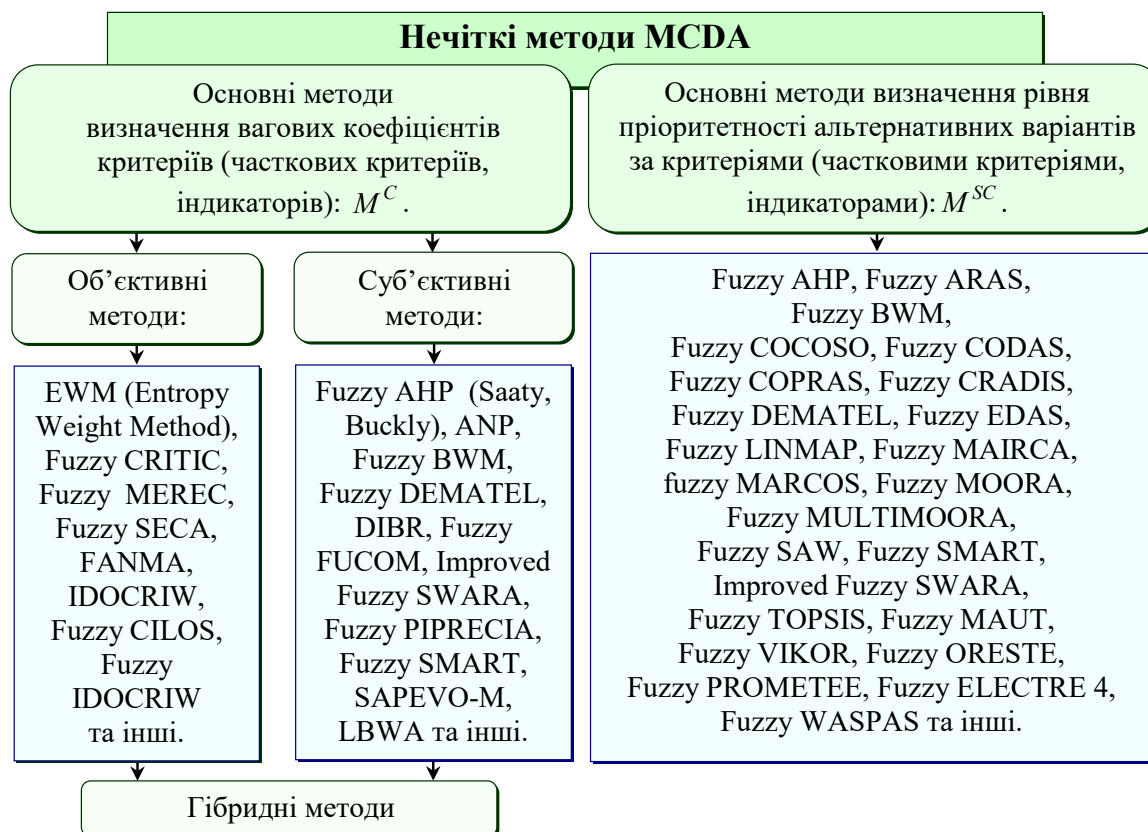 Нечіткі методи MCDA
Основні методи
визначення вагових коефіцієнтів
критеріїв (часткових критеріїв,
індикаторів): M^C .
Основні методи визначення рівня
пріоритетності альтернативних варіантів
за критеріями (частковими критеріями,
індикаторами): M^SC .
Об’єктивні
методи:
Суб’єктивні
методи:
EWM (Entropy
Weight Method),
Fuzzy CRITIC,
Fuzzy MEREC,
Fuzzy SECA,
FANMA,
IDOCRIW,
Fuzzy CILOS,
Fuzzy
IDOCRIW
та інші.
Fuzzy AHP (Saaty,
Buckly), ANP,
Fuzzy BWM,
Fuzzy DEMATEL,
DIBR, Fuzzy
FUCOM, Improved
Fuzzy SWARA,
Fuzzy PIPRECIA,
Fuzzy SMART,
SAPEVO-M,
LBWA та інші.
Fuzzy AHP, Fuzzy ARAS,
Fuzzy BWM,
Fuzzy COCOSO, Fuzzy CODAS,
Fuzzy COPRAS, Fuzzy CRADIS,
Fuzzy DEMATEL, Fuzzy EDAS,
Fuzzy LINMAP, Fuzzy MAIRCA,
fuzzy MARCOS, Fuzzy MOORA,
Fuzzy MULTIMOORA,
Fuzzy SAW, Fuzzy SMART,
Improved Fuzzy SWARA,
Fuzzy TOPSIS, Fuzzy MAUT,
Fuzzy VIKOR, Fuzzy ORESTE,
Fuzzy PROMETEE, Fuzzy ELECTRE 4,
Fuzzy WASPAS та інші.
Гібридні методи